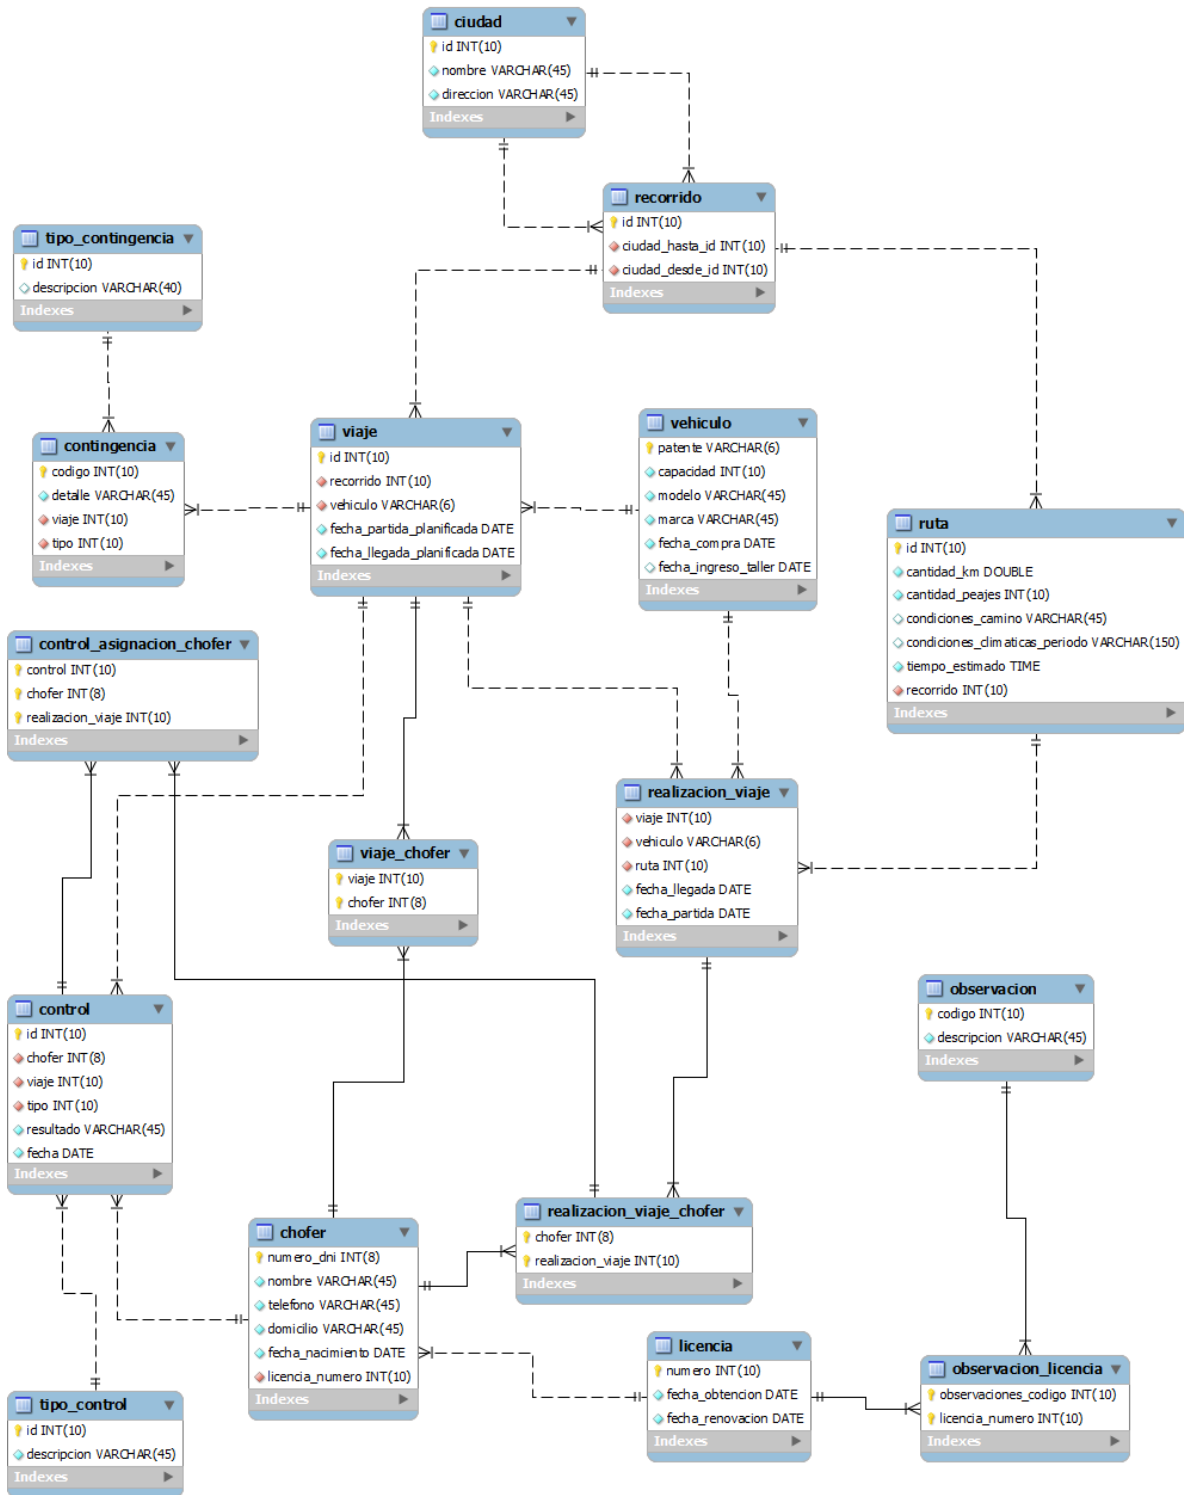 ciudad
id INT(10)
nombre VARCHAR(45)
direccion VARCHAR(45)
Indexes
recorrido
id INT(10)
ciudad_hasta_id INT(10)
ciudad_desde_id INT(10)
Indexes
tipo_contingencia
id INT(10)
descripcion VARCHAR(40)
Indexes
contingencia
codigo INT(10)
detalle VARCHAR(45)
viaje INT(10)
tipo INT(10)
Indexes
viaje
id INT(10)
recorrido INT(10)
vehiculo VARCHAR(6)
fecha_partida_planificada DATE
fecha_llegada_planificada DATE
Indexes
vehiculo
patente VARCHAR(6)
capacidad INT(10)
modelo VARCHAR(45)
marca VARCHAR(45)
fecha_compra DATE
fecha_ingreso_taller DATE
Indexes
ruta
id INT(10)
cantidad_km DOUBLE
cantidad_peajes INT(10)
condiciones_camino VARCHAR(45)
condiciones_climaticas_periodo VARCHAR(150)
tiempo_estimado TIME
recorrido INT(10)
Indexes
control_asignacion_chofer
control INT(10)
chofer INT(8)
realizacion_viaje INT(10)
Indexes
realizacion_viaje
viaje INT(10)
vehiculo VARCHAR(6)
ruta INT(10)
fecha_llegada DATE
fecha_partida DATE
Indexes
viaje_chofer
viaje INT(10)
chofer INT(8)
Indexes
control
id INT(10)
chofer INT(8)
viaje INT(10)
tipo INT(10)
resultado VARCHAR(45)
fecha DATE
Indexes
observacion
codigo INT(10)
descripcion VARCHAR(45)
Indexes
chofer
numero_dni INT(8)
nombre VARCHAR(45)
telefono VARCHAR(45)
domicilio VARCHAR(45)
fecha_nacimiento DATE
licencia_numero INT(10)
Indexes
realizacion_viaje_chofer
chofer INT(8)
realizacion_viaje INT(10)
Indexes
licencia
numero INT(10)
fecha_obtencion DATE
fecha_renovacion DATE
Indexes
observacion_licencia
observaciones_codigo INT(10)
licencia_numero INT(10)
Indexes
tipo_control
id INT(10)
descripcion VARCHAR(45)
Indexes